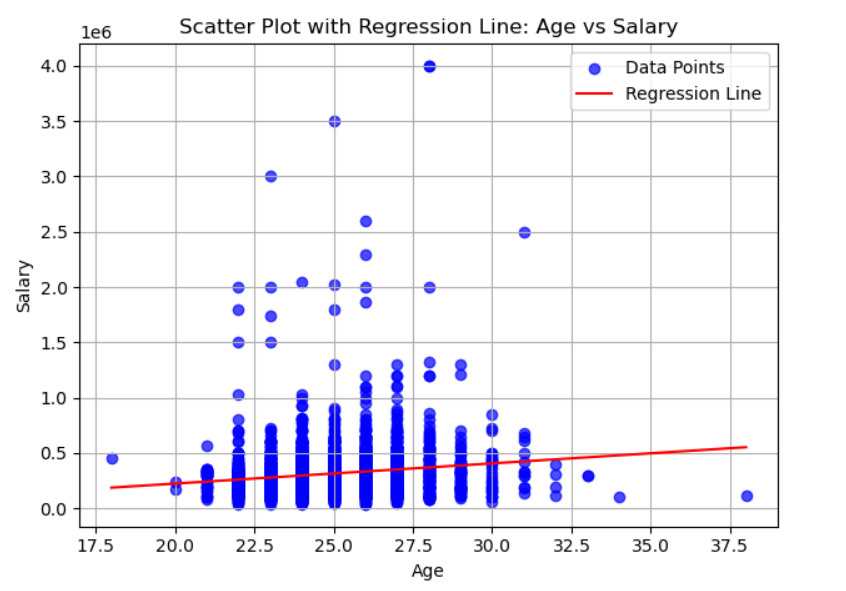 Scatter Plot with Regression Line: Age vs Salary
1e6
4.0
3.5
3.0
2.5
2.0
1.5
1.0
0.5
0.0
Salary
Data Points
Regression Line
17.5 20.0 22.5 25.0 27.5 30.0 32.5 35.0 37.5
Age